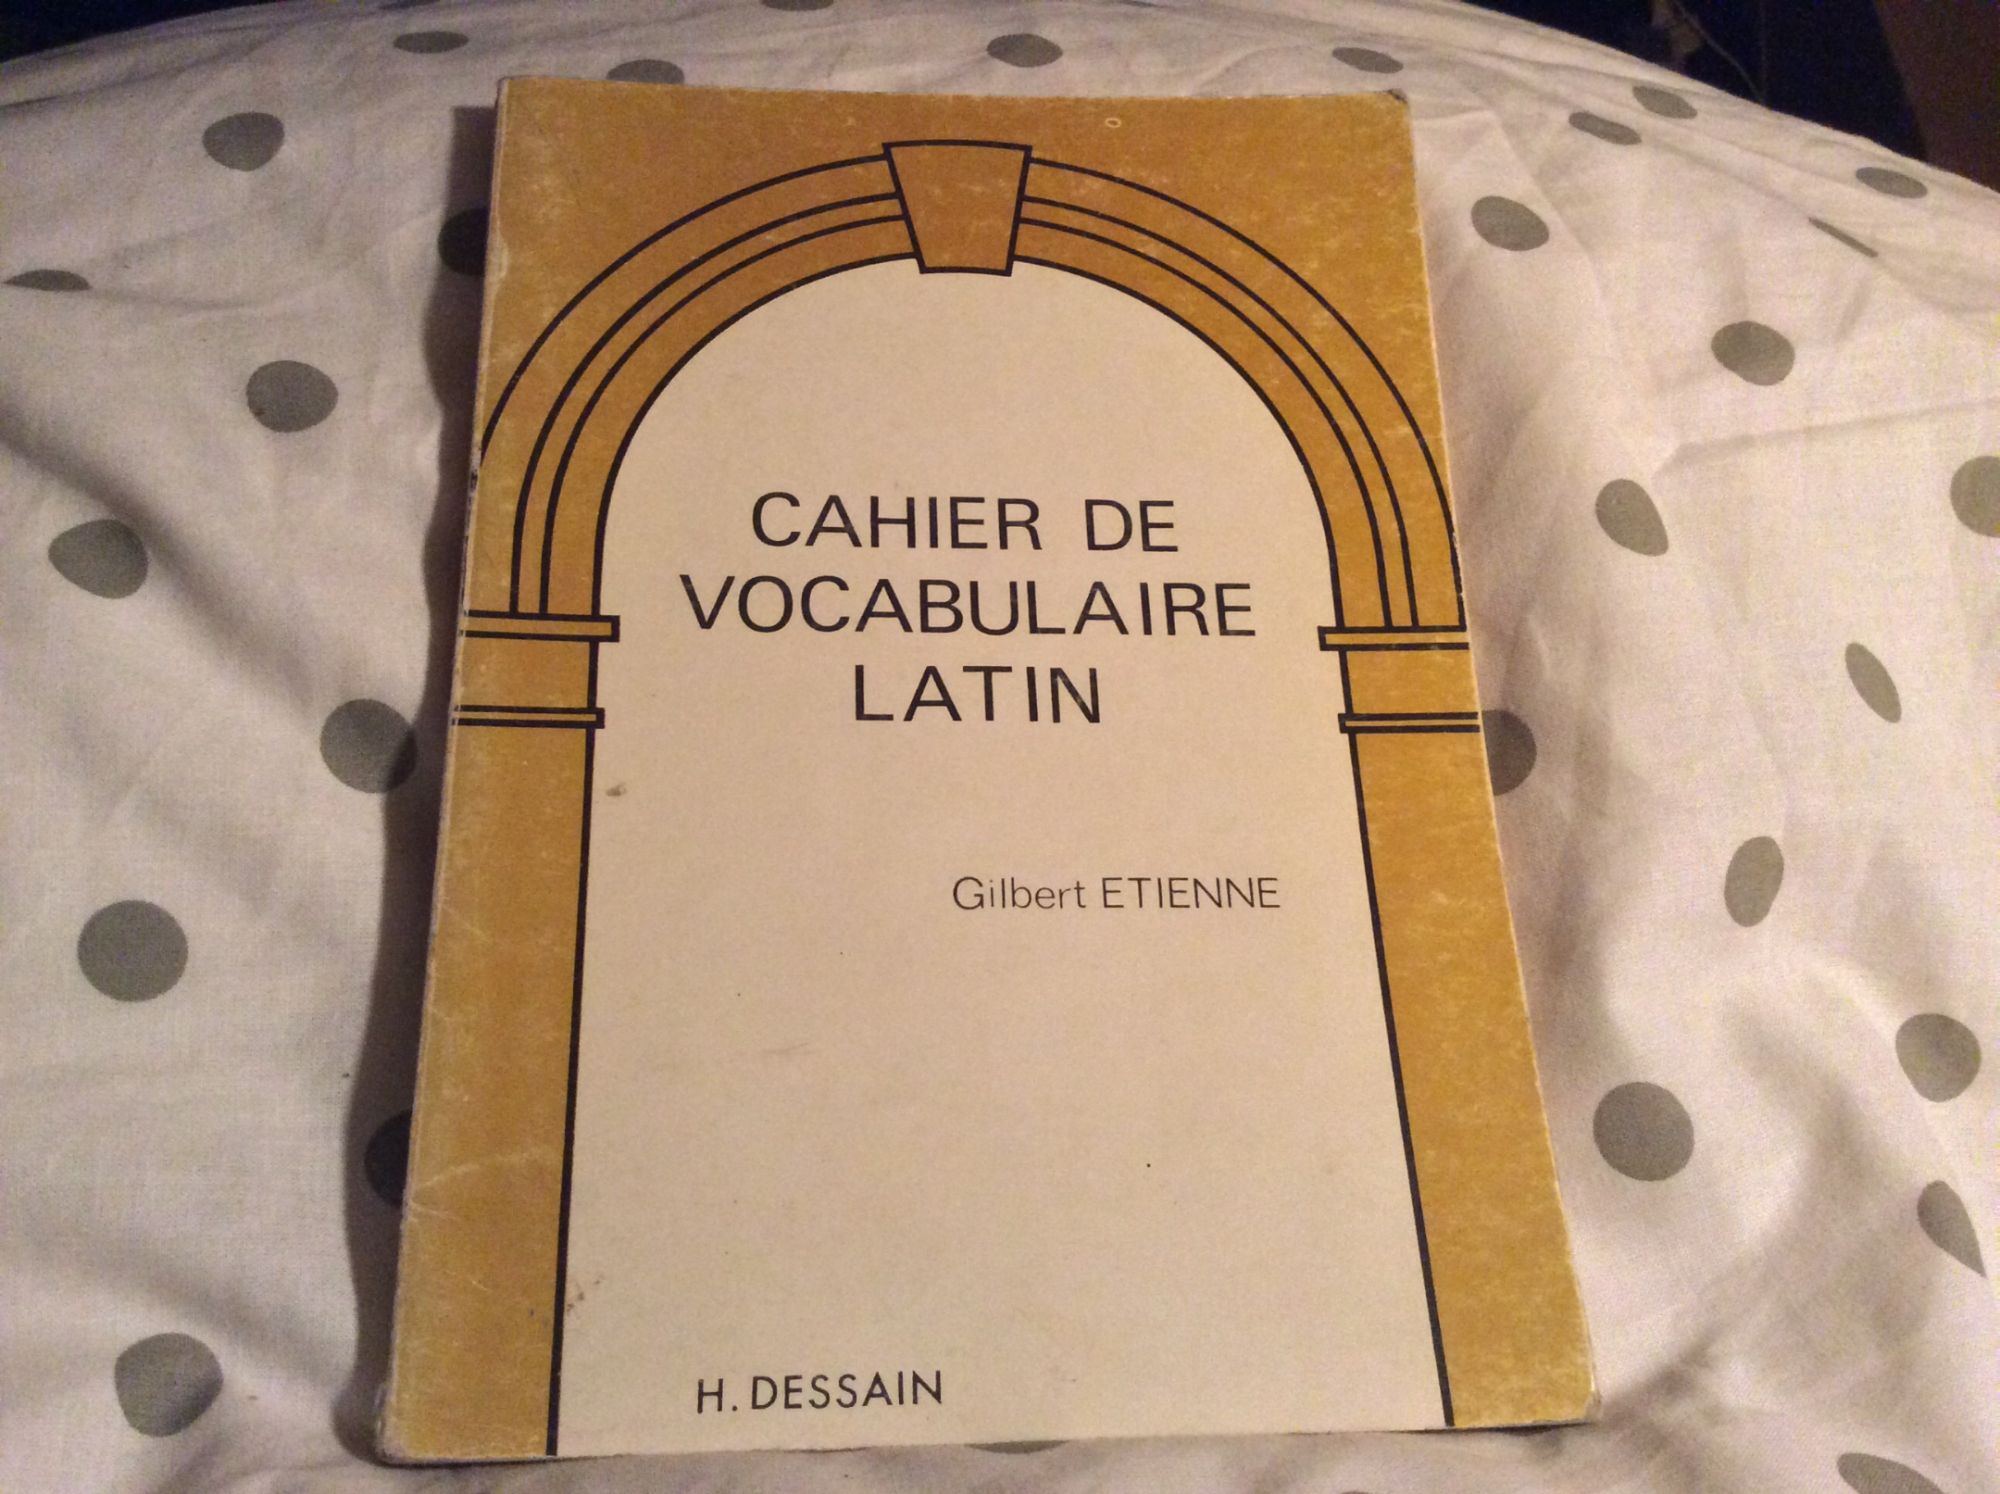 CAHIER DE
VOCABULAIRE
LATIN
Gilbert ETIENNE
H. DESSAIN